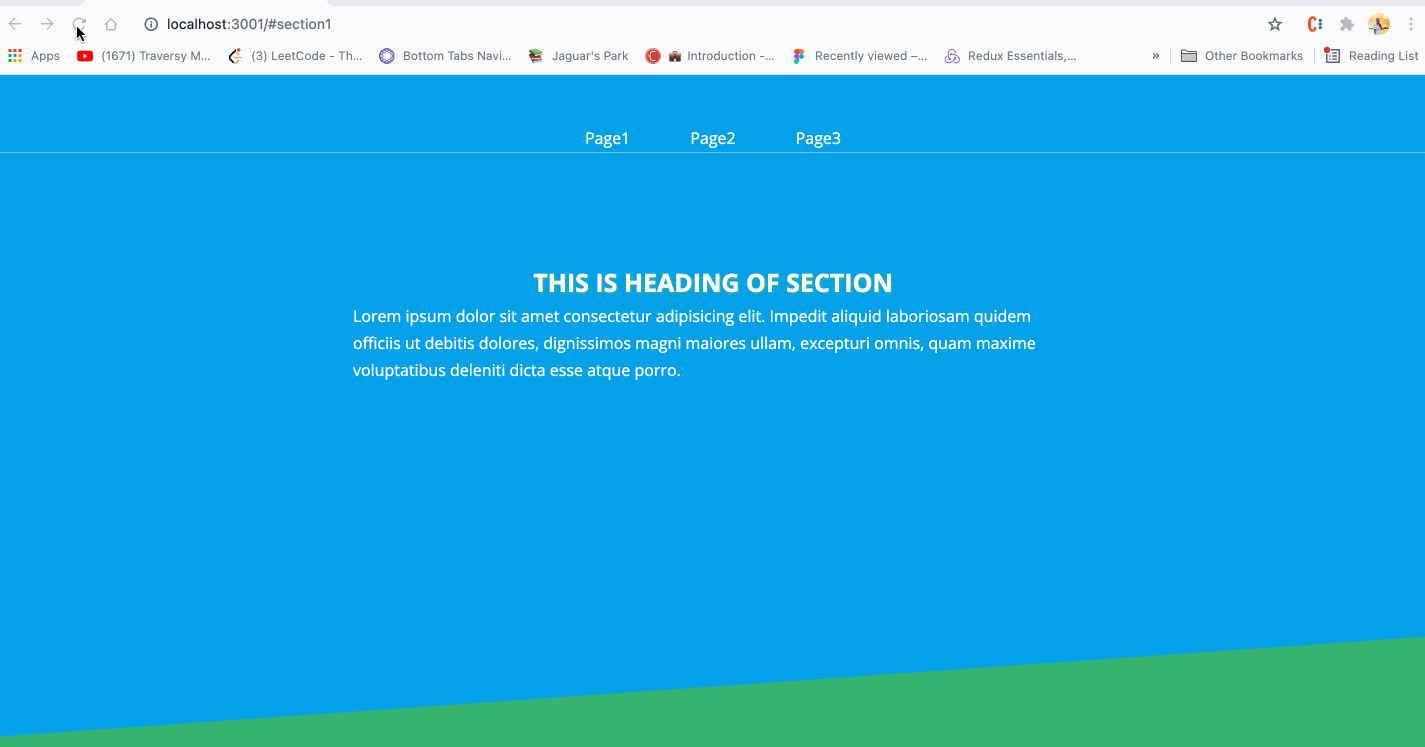 localhost:3001/#section1
Apps (1671) Traversy M... (3) LeetCode - Th... Bottom Tabs Navi... Jaguar's Park Introduction -... Recently viewed –... Redux Essentials,... » Other Bookmarks Reading List
Page1 Page2 Page3
THIS IS HEADING OF SECTION
Lorem ipsum dolor sit amet consectetur adipisicing elit. Impedit aliquid laboriosam quidem
officiis ut debitis dolores, dignissimos magni maiores ullam, excepturi omnis, quam maxime
voluptatibus deleniti dicta esse atque porro.